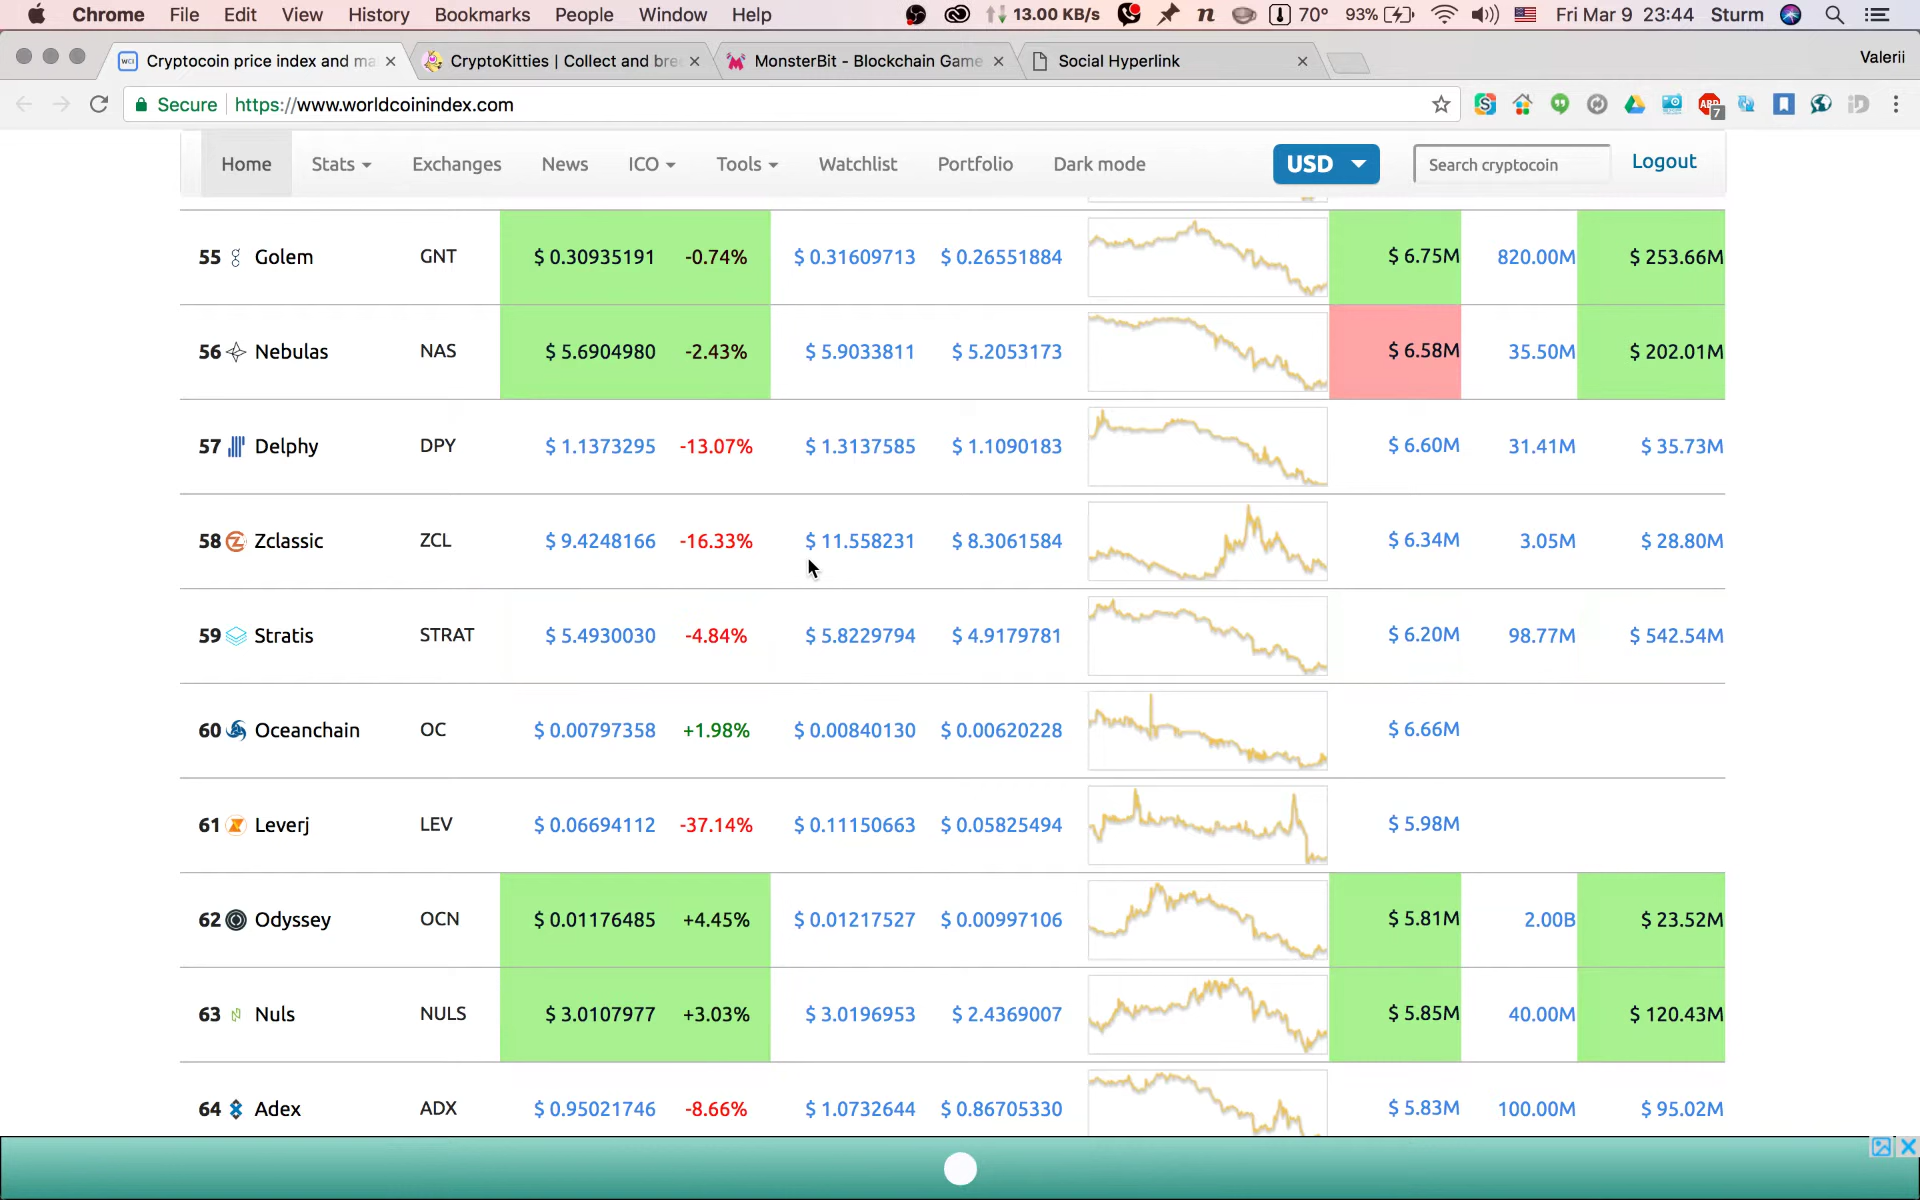 Chrome File Edit View History Bookmarks People Window Help 13.00 KB/s 70° 93% Fri Mar 9 23:44 Sturm
Cryptocoin price index and ma CryptoKitties | Collect and bre MonsterBit - Blockchain Game Social Hyperlink Valerii
Secure https://www.worldcoinindex.com ABP 7
Home Stats Exchanges News ICO Tools Watchlist Portfolio Dark mode USD Search cryptocoin Logout
55 Golem GNT $ 0.30935191 -0.74% $ 0.31609713 $ 0.26551884 $ 6.75M 820.00M $ 253.66M
56 Nebulas NAS $ 5.6904980 -2.43% $ 5.9033811 $ 5.2053173 $ 6.58M 35.50M $ 202.01M
57 Delphy DPY $ 1.1373295 -13.07% $ 1.3137585 $ 1.1090183 $ 6.60M 31.41M $ 35.73M
58 Zclassic ZCL $ 9.4248166 -16.33% $ 11.558231 $ 8.3061584 $ 6.34M 3.05M $ 28.80M
59 Stratis STRAT $ 5.4930030 -4.84% $ 5.8229794 $ 4.9179781 $ 6.20M 98.77M $ 542.54M
60 Oceanchain OC $ 0.00797358 +1.98% $ 0.00840130 $ 0.00620228 $ 6.66M
61 Leverj LEV $ 0.06694112 -37.14% $ 0.11150663 $ 0.05825494 $ 5.98M
62 Odyssey OCN $ 0.01176485 +4.45% $ 0.01217527 $ 0.00997106 $ 5.81M 2.00B $ 23.52M
63 Nuls NULS $ 3.0107977 +3.03% $ 3.0196953 $ 2.4369007 $ 5.85M 40.00M $ 120.43M
64 Adex ADX $ 0.95021746 -8.66% $ 1.0732644 $ 0.86705330 $ 5.83M 100.00M $ 95.02M